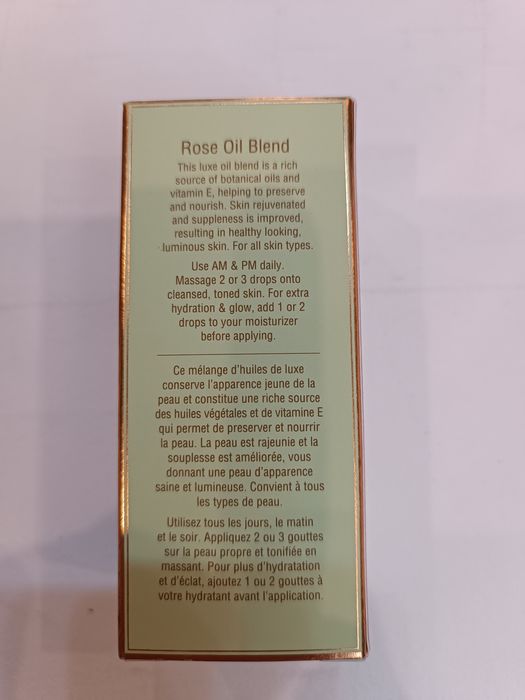 Rose Oil Blend
This luxe oil blend is a rich
source of botanical oils and
vitamin E, helping to preserve
and nourish. Skin rejuvenated
and suppleness is improved,
resulting in healthy looking,
luminous skin. For all skin types.
Use AM & PM daily.
Massage 2 or 3 drops onto
cleansed, toned skin. For extra
hydration & glow, add 1 or 2
drops to your moisturizer
before applying.
Ce mélange d'huiles de luxe
conserve l'apparence jeune de la
peau et constitue une riche source
des huiles végétales et de vitamine E
qui permet de preserver et nourrir
la peau. La peau est rajeunie et la
souplesse est améliorée, vous
donnant une peau d'apparence
saine et lumineuse. Convient à tous
les types de peau.
Utilisez tous les jours, le matin
et le soir. Appliquez 2 ou 3 gouttes
sur la peau propre et tonifiée en
massant. Pour plus d'hydratation
et d'éclat, ajoutez 1 ou 2 gouttes à
votre hydratant avant l'application.